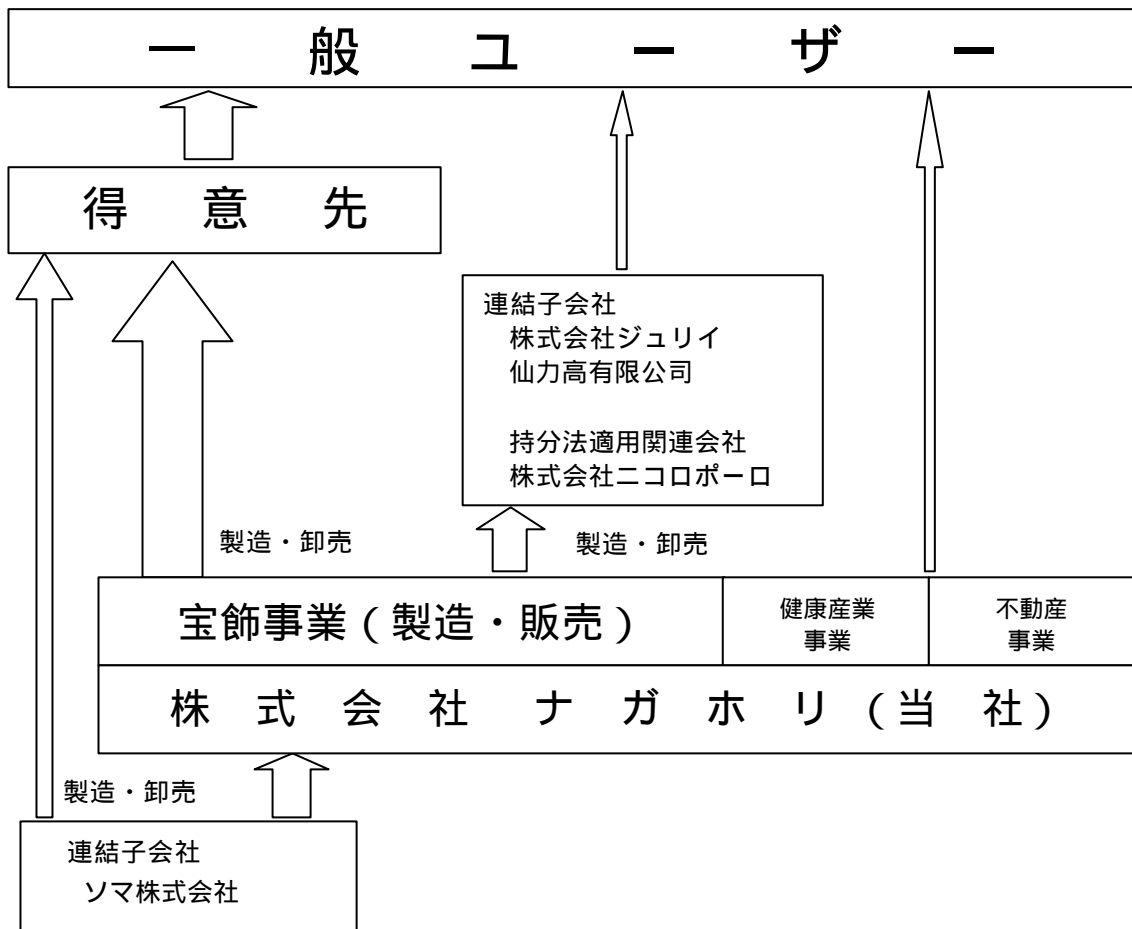 一般ユーザー
得意先
連結子会社
株式会社ジュリイ
仙力高有限公司
持分法適用関連会社
株式会社ニコロポーロ
製造・卸売
製造・卸売
宝飾事業(製造・販売)
健康産業
事業
不動産
事業
株式会社ナガホリ(当社)
製造・卸売
連結子会社
ソマ株式会社